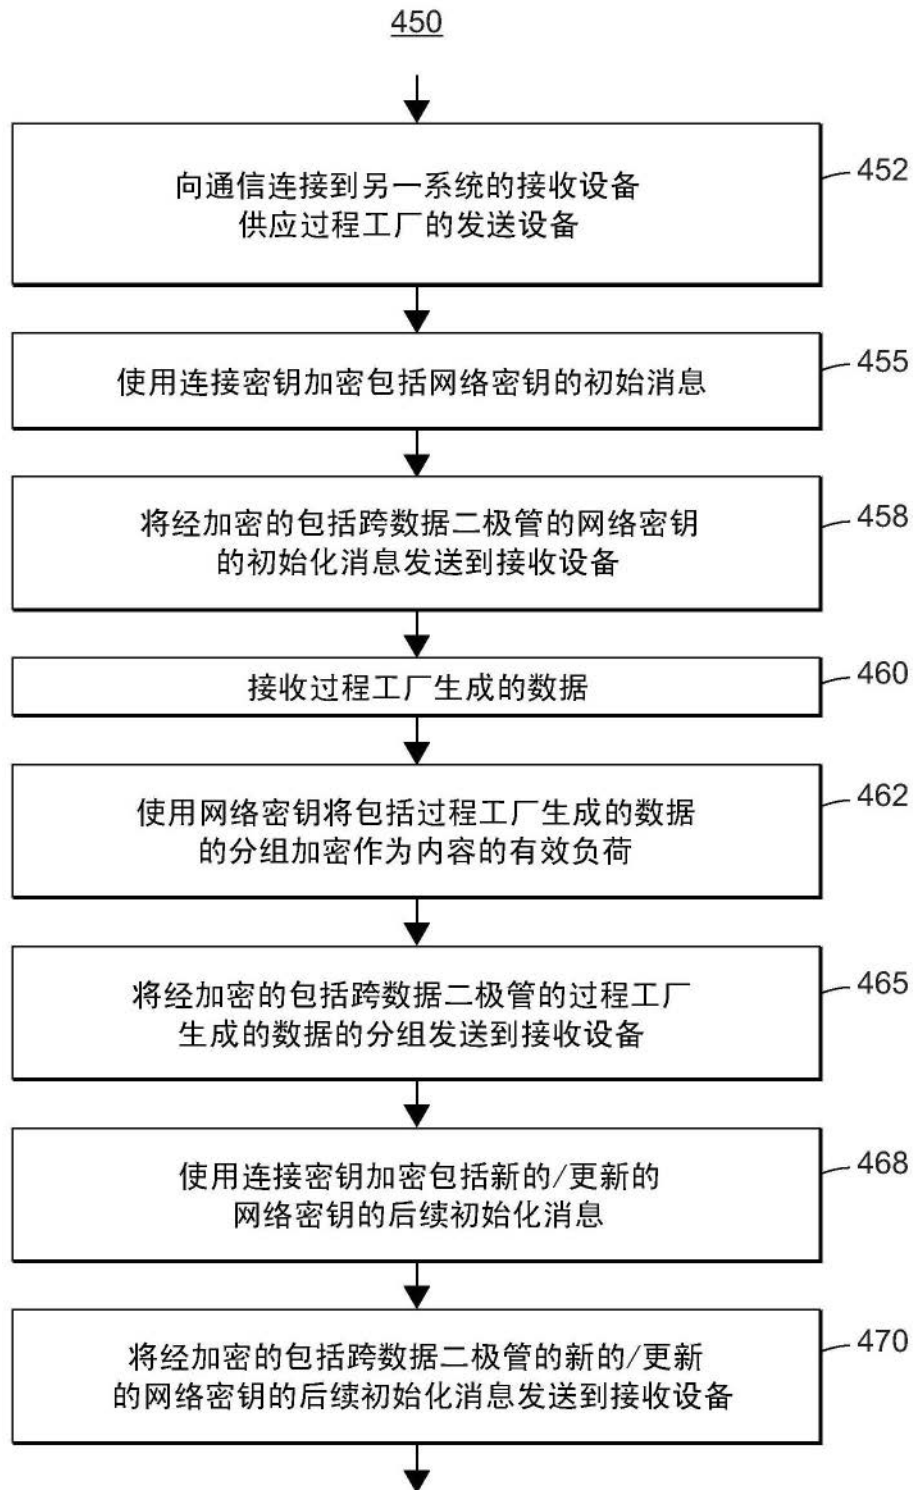 450
向通信连接到另一系统的接收设备
供应过程工厂的发送设备
452
使用连接密钥加密包括网络密钥的初始消息
455
将经加密的包括跨数据二极管的网络密钥
的初始化消息发送到接收设备
458
接收过程工厂生成的数据
460
使用网络密钥将包括过程工厂生成的数据
的分组加密作为内容的有效负荷
462
将经加密的包括跨数据二极管的过程工厂
生成的数据的分组发送到接收设备
465
使用连接密钥加密包括新的/更新的
网络密钥的后续初始化消息
468
将经加密的包括跨数据二极管的新的/更新
的网络密钥的后续初始化消息发送到接收设备
470